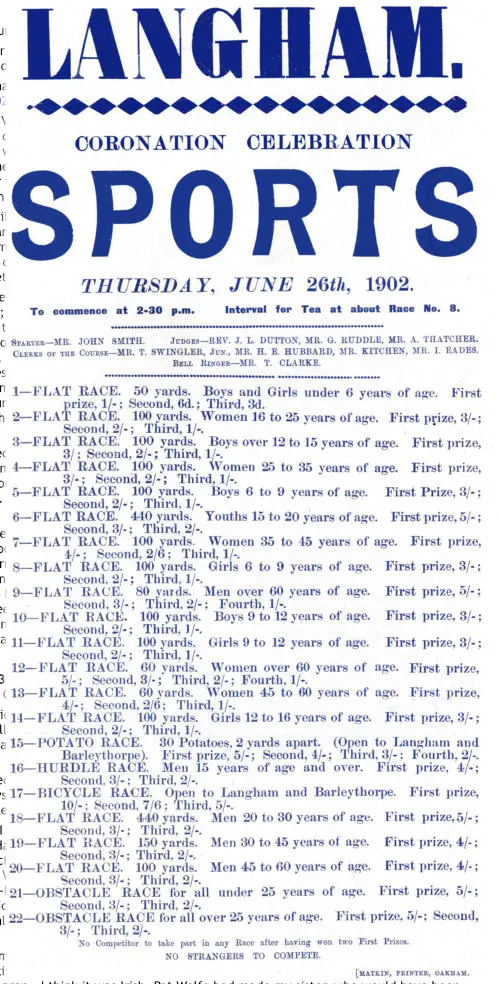 LANGHAM.
CORONATION CELEBRATION
SPORTS
THURSDAY, JUNE 26th, 1902.
To commence at 2-30 p.m. Interval for Tea at about Race No. 8.
STARTER—MR. JOHN SMITH. JUDGES—REV. J. L. DUTTON, MR. G. RUDDLE, MR. A. THATCHER.
CLERKS OF THE COURSE—MR. T. SWINGLER, JUN., MR. H. E. HUBBARD, MR. KITCHEN, MR. I. EADES.
BELL RINGER—MR. T. CLARKE.
1—FLAT RACE. 50 yards. Boys and Girls under 6 years of age. First
prize, 1/-; Second, 6d.; Third, 3d.
2—FLAT RACE. 100 yards. Women 16 to 25 years of age. First prize, 3/-;
Second, 2/-; Third, 1/-.
3—FLAT RACE. 100 yards. Boys over 12 to 15 years of age. First prize,
3/; Second, 2/-; Third, 1/-.
4—FLAT RACE. 100 yards. Women 25 to 35 years of age. First prize,
3/-; Second, 2/-; Third, 1/-.
5—FLAT RACE. 100 yards. Boys 6 to 9 years of age. First Prize, 3/-;
Second, 2/-; Third, 1/-.
6—FLAT RACE. 440 yards. Youths 15 to 20 years of age. First prize, 5/-;
Second, 3/-; Third, 2/-.
7—FLAT RACE. 100 yards. Women 35 to 45 years of age. First prize,
4/-; Second, 2/6; Third, 1/-.
8—FLAT RACE. 100 yards. Girls 6 to 9 years of age. First prize, 3/-;
Second, 2/-; Third, 1/-.
9—FLAT RACE. 80 yards. Men over 60 years of age. First prize, 5/-;
Second, 3/-; Third, 2/-; Fourth, 1/-.
10—FLAT RACE. 100 yards. Boys 9 to 12 years of age. First prize, 3/-;
Second, 2/-; Third, 1/-.
11—FLAT RACE. 100 yards. Girls 9 to 12 years of age. First prize, 3/-;
Second, 2/-; Third, 1/-.
12—FLAT RACE. 60 yards. Women over 60 years of age. First prize,
5/-; Second, 3/-; Third, 2/-; Fourth, 1/-.
13—FLAT RACE. 60 yards. Women 45 to 60 years of age. First prize,
4/-; Second, 2/6; Third, 1/-.
14—FLAT RACE. 100 yards. Girls 12 to 16 years of age. First prize, 3/-;
Second, 2/-; Third, 1/-.
15—POTATO RACE. 30 Potatoes, 2 yards apart. (Open to Langham and
Barleythorpe). First prize, 5/-; Second, 4/-; Third, 3/-; Fourth, 2/-.
16—HURDLE RACE. Men 15 years of age and over. First prize, 4/-;
Second, 3/-; Third, 2/-.
17—BICYCLE RACE. Open to Langham and Barleythorpe. First prize,
10/-; Second, 7/6; Third, 5/-.
18—FLAT RACE. 440 yards. Men 20 to 30 years of age. First prize, 5/-;
Second, 3/-; Third, 2/-.
19—FLAT RACE. 150 yards. Men 30 to 45 years of age. First prize, 4/-;
Second, 3/-; Third, 2/-.
20—FLAT RACE. 100 yards. Men 45 to 60 years of age. First prize, 4/-;
Second, 3/-; Third, 2/-.
21—OBSTACLE RACE for all under 25 years of age. First prize, 5/-;
Second, 3/-; Third, 2/-.
22—OBSTACLE RACE for all over 25 years of age. First prize, 5/-; Second,
3/-; Third, 2/-.
No Competitor to take part in any Race after having won two First Prizes.
NO STRANGERS TO COMPETE.
[MATKIN, PRINTER, OAKHAM.